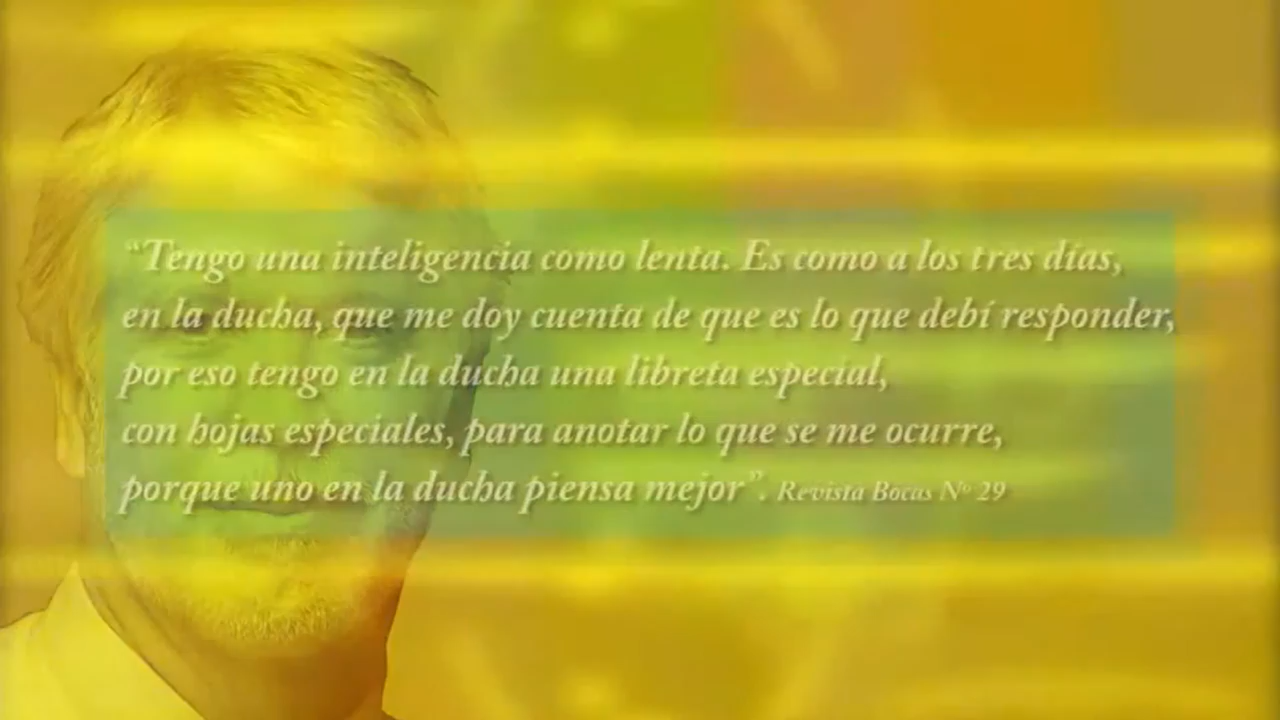 “Tengo una inteligencia como lenta. Es como a los tres días,
en la ducha, que me doy cuenta de que es lo que debí responder,
por eso tengo en la ducha una libreta especial,
con hojas especiales, para anotar lo que se me ocurre,
porque uno en la ducha piensa mejor”. Revista Bocas Nº 29